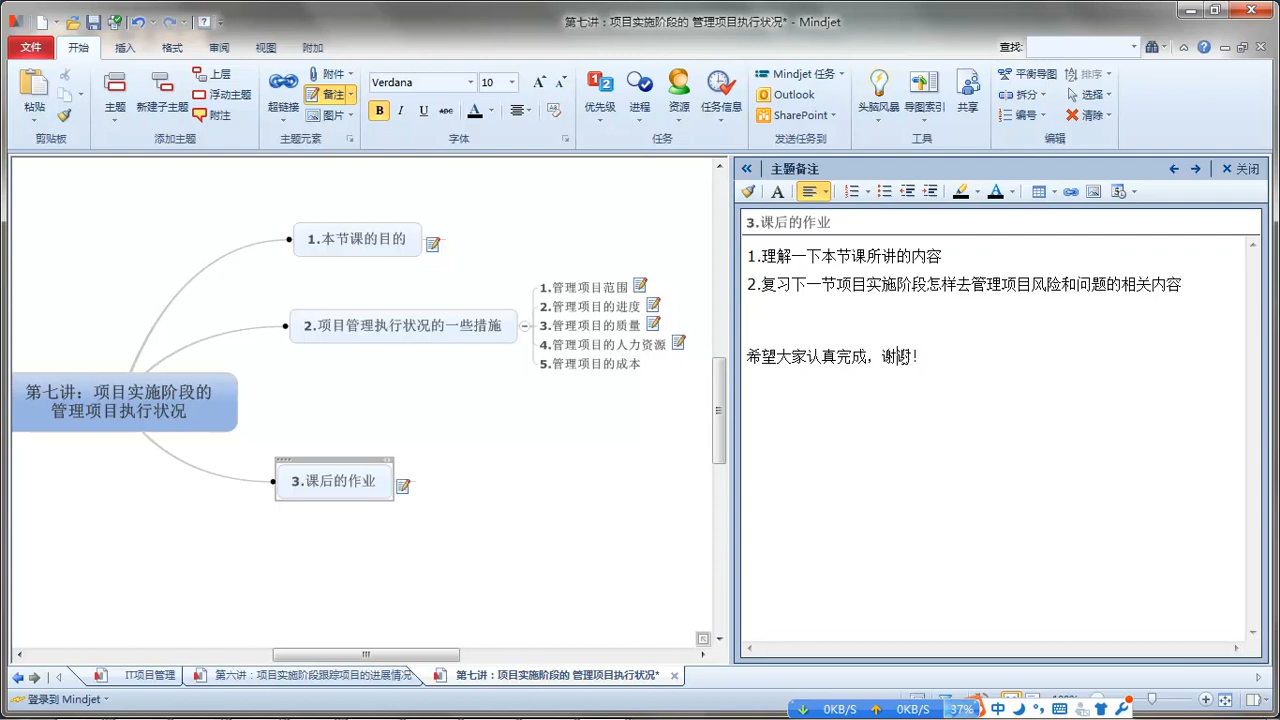 第七讲：项目实施阶段的 管理项目执行状况* - Mindjet
文件 开始 插入 格式 审阅 视图 附加 查找:
粘贴
剪贴板
主题
新建子主题
上层
浮动主题
附注
添加主题
超链接
附件
备注
图片
主题元素
Verdana 10
B I U abc A
字体
优先级
进程
资源
任务信息
任务
Mindjet 任务
Outlook
SharePoint
发送任务到
头脑风暴
导图索引
共享
工具
平衡导图
拆分
编号
排序
选择
清除
编辑
1.本节课的目的
2.项目管理执行状况的一些措施
1.管理项目范围
2.管理项目的进度
3.管理项目的质量
4.管理项目的人力资源
5.管理项目的成本
第七讲：项目实施阶段的
管理项目执行状况
3.课后的作业
主题备注 关闭
3.课后的作业
1.理解一下本节课所讲的内容
2.复习下一节项目实施阶段怎样去管理项目风险和问题的相关内容
希望大家认真完成，谢谢！
IT项目管理 第六讲：项目实施阶段跟踪项目的进展情况 第七讲：项目实施阶段的 管理项目执行状况*
登录到 Mindjet
0KB/S 0KB/S 37% 中